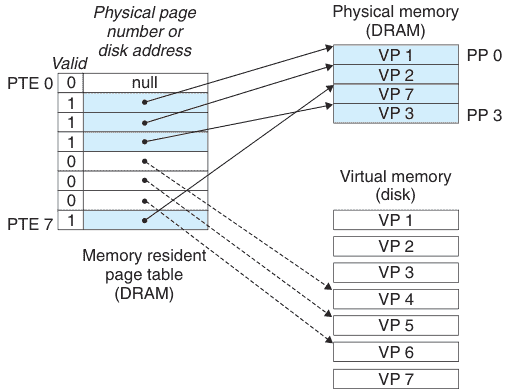 Physical page
number or
disk address
Valid
PTE 0
0
null
1
1
1
0
0
0
PTE 7
1
Memory resident
page table
(DRAM)
Physical memory
(DRAM)
VP 1
PP 0
VP 2
VP 7
VP 3
PP 3
Virtual memory
(disk)
VP 1
VP 2
VP 3
VP 4
VP 5
VP 6
VP 7